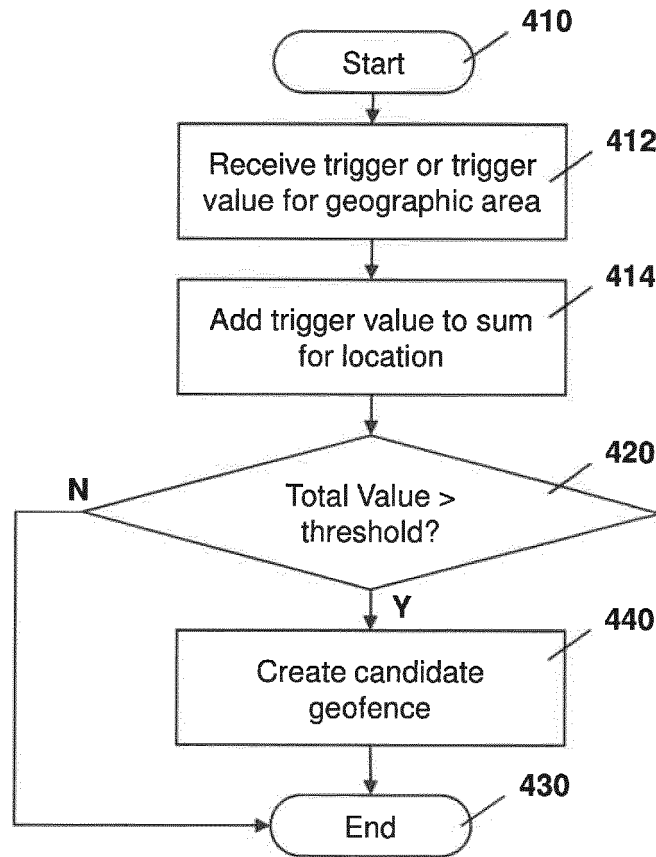 410
Start
412
Receive trigger or trigger
value for geographic area
414
Add trigger value to sum
for location
420
N
Total Value >
threshold?
Y
440
Create candidate
geofence
430
End